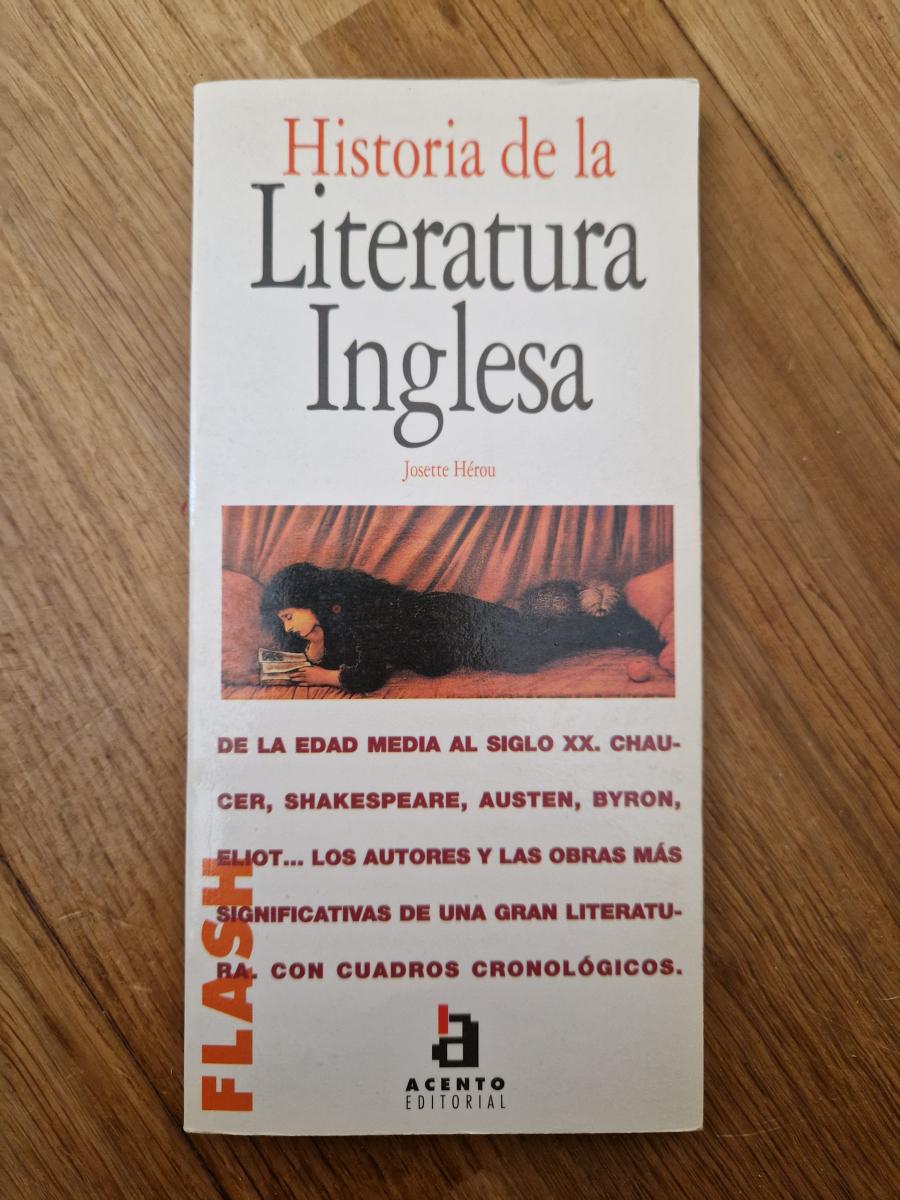 Historia de la
Literatura
Inglesa
Josette Hérou
DE LA EDAD MEDIA AL SIGLO XX. CHAU-
CER, SHAKESPEARE, AUSTEN, BYRON,
ELIOT... LOS AUTORES Y LAS OBRAS MÁS
SIGNIFICATIVAS DE UNA GRAN LITERATU-
RA. CON CUADROS CRONOLÓGICOS.
FLASH
a
ACENTO
EDITORIAL